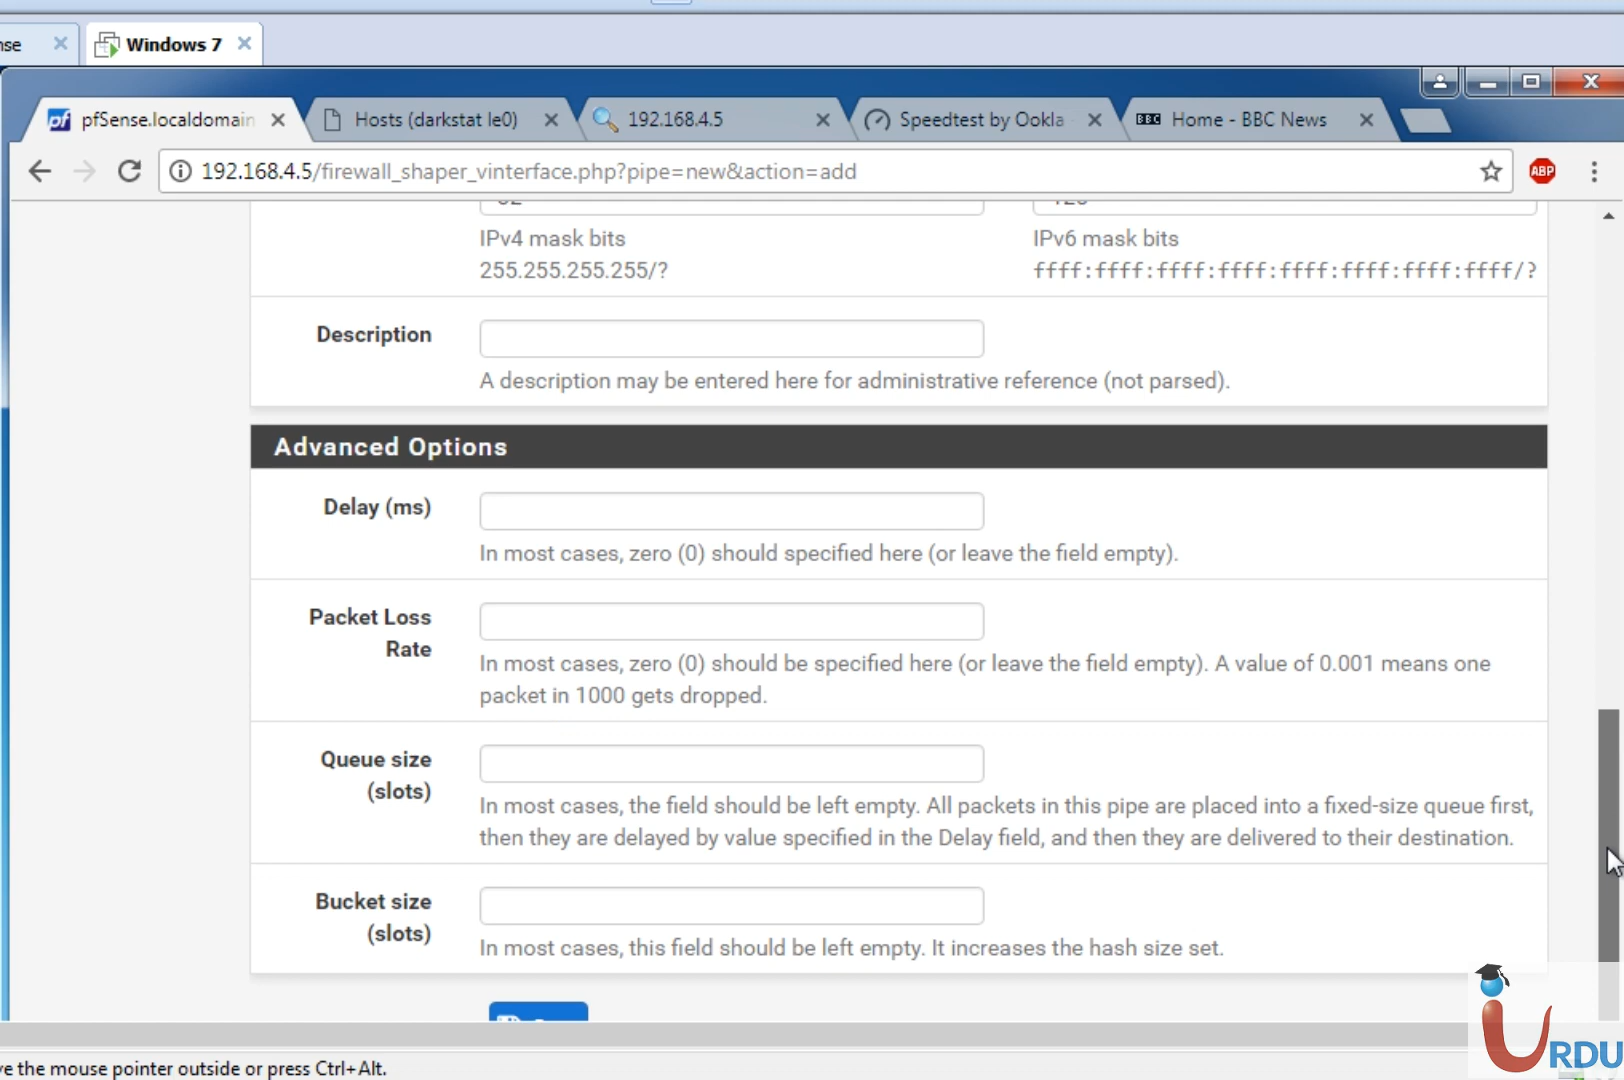 nse
Windows 7
pfSense.localdomain
Hosts (darkstat le0)
192.168.4.5
Speedtest by Ookla
BBC Home - BBC News
192.168.4.5/firewall_shaper_vinterface.php?pipe=new&action=add
ABP
IPv4 mask bits
255.255.255.255/?
IPv6 mask bits
ffff:ffff:ffff:ffff:ffff:ffff:ffff:ffff/?
Description
A description may be entered here for administrative reference (not parsed).
Advanced Options
Delay (ms)
In most cases, zero (0) should specified here (or leave the field empty).
Packet Loss
Rate
In most cases, zero (0) should be specified here (or leave the field empty). A value of 0.001 means one
packet in 1000 gets dropped.
Queue size
(slots)
In most cases, the field should be left empty. All packets in this pipe are placed into a fixed-size queue first,
then they are delayed by value specified in the Delay field, and then they are delivered to their destination.
Bucket size
(slots)
In most cases, this field should be left empty. It increases the hash size set.
iURDU
ve the mouse pointer outside or press Ctrl+Alt.